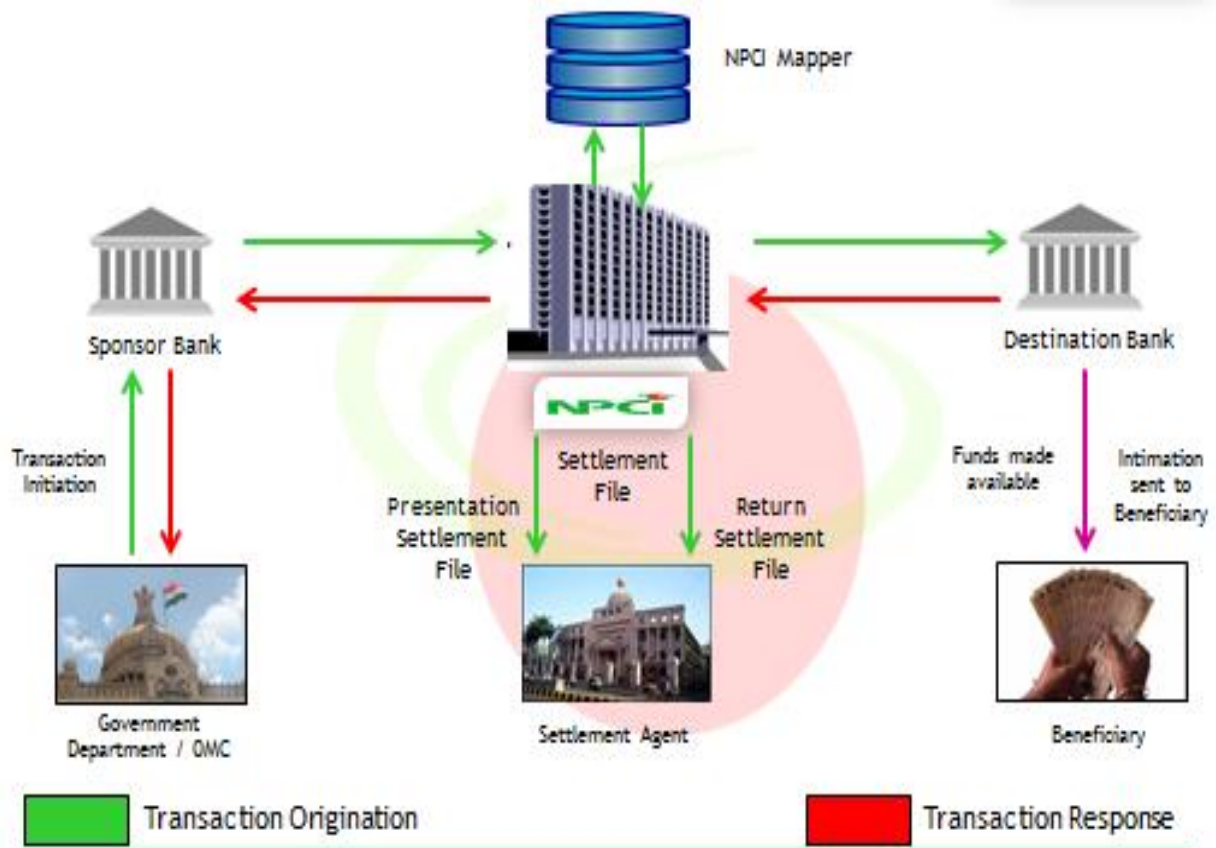 NPCI Mapper
Sponsor Bank
Destination Bank
NPCI
Transaction
Initiation
Settlement
File
Presentation
Settlement
File
Return
Settlement
File
Funds made
available
Intimation
sent to
Beneficiary
Government
Department / OMC
Settlement Agent
Beneficiary
Transaction Origination
Transaction Response